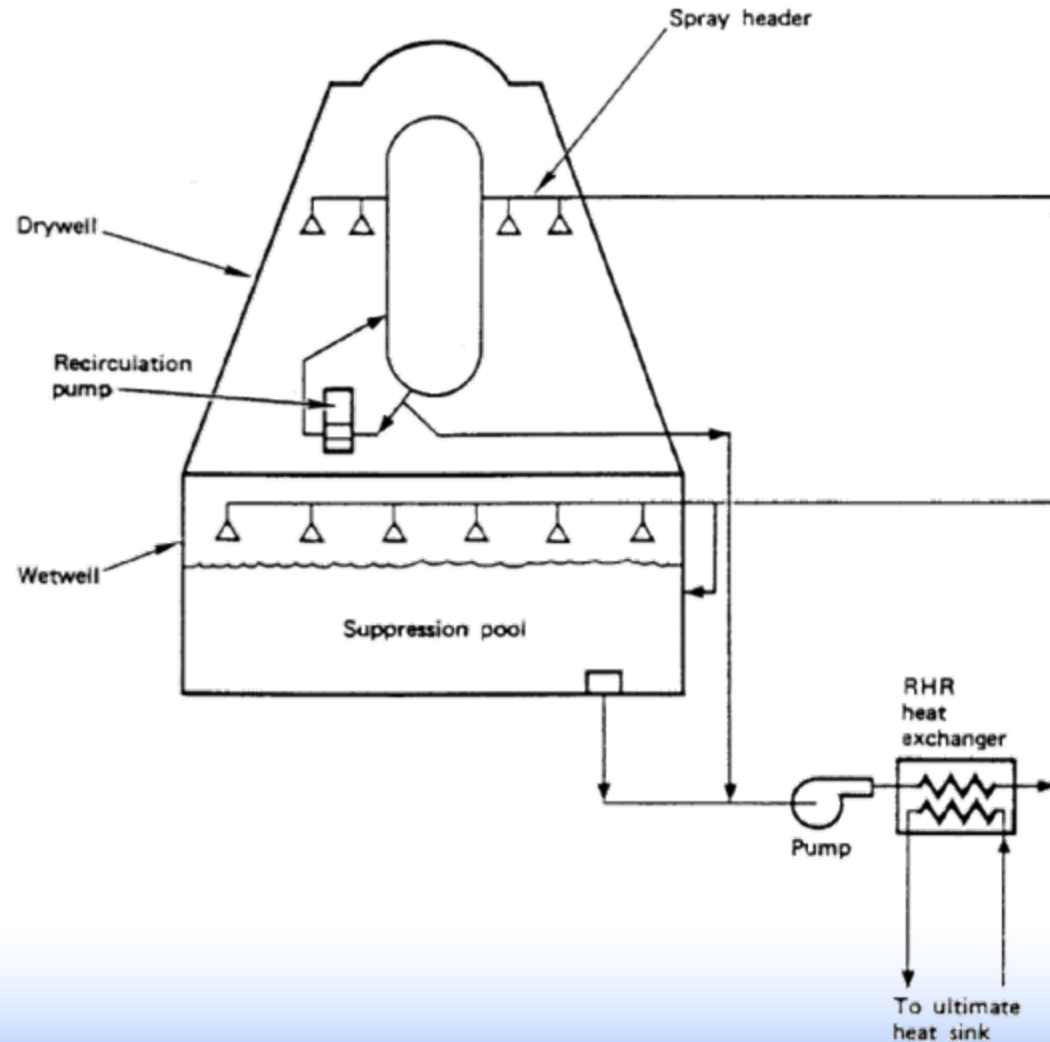 Spray header
Drywell
Recirculation
pump
Wetwell
Suppression pool
RHR
heat
exchanger
Pump
To ultimate
heat sink